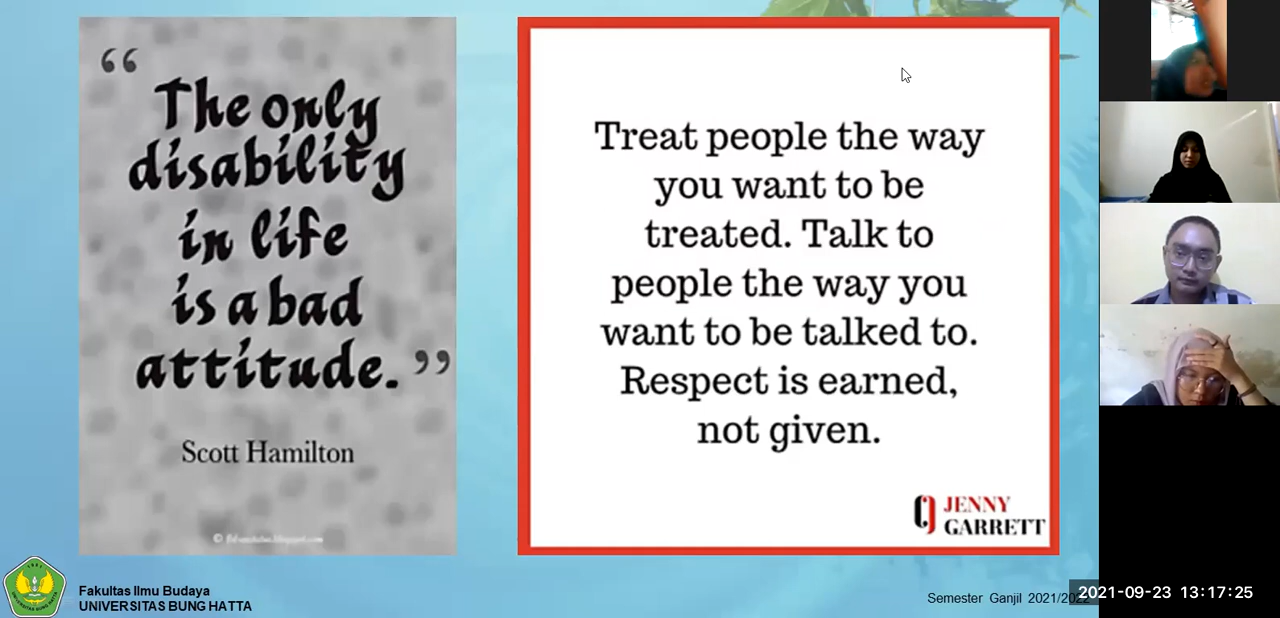 “
The only
disability
in life
is a bad
attitude.”
Scott Hamilton
Treat people the way
you want to be
treated. Talk to
people the way you
want to be talked to.
Respect is earned,
not given.
JENNY
GARRETT
Fakultas Ilmu Budaya
UNIVERSITAS BUNG HATTA
Semester Ganjil 2021/2022
2021-09-23 13:17:25